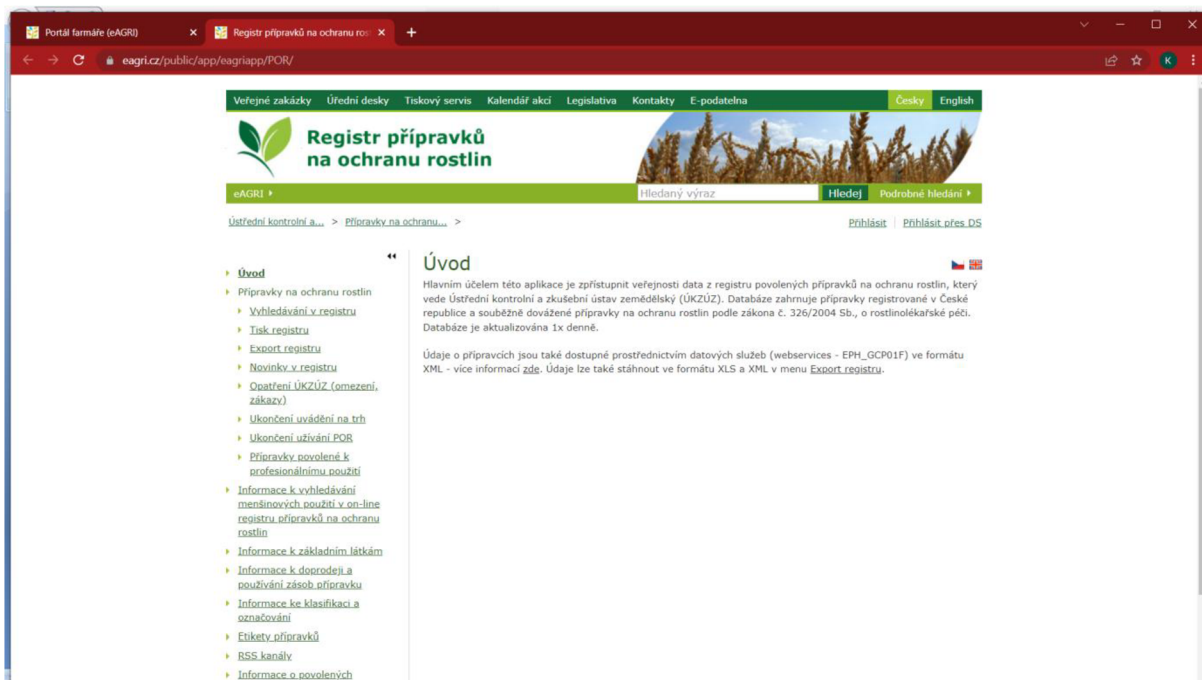 Portál farmáře (eAGRI)
Registr přípravků na ochranu ros
eagri.cz/public/app/eagriapp/POR/
K
Veřejné zakázky Úřední desky Tiskový servis Kalendář akcí Legislativa Kontakty E-podatelna Česky English
Registr přípravků
na ochranu rostlin
eAGRI Hledaný výraz Hledej Podrobné hledání
Ústřední kontrolní a... > Přípravky na ochranu... > Přihlásit Přihlásit přes DS
Úvod
Přípravky na ochranu rostlin
Vyhledávání v registru
Tisk registru
Export registru
Novinky v registru
Opatření ÚKZÚZ (omezení,
zákazy)
Ukončení uvádění na trh
Ukončení užívání POR
Přípravky povolené k
profesionálnímu použití
Informace k vyhledávání
menšinových použití v on-line
registru přípravků na ochranu
rostlin
Informace k základním látkám
Informace k doprodeji a
používání zásob přípravku
Informace ke klasifikaci a
označování
Etikety přípravků
RSS kanály
Informace o povolených
Úvod
Hlavním účelem této aplikace je zpřístupnit veřejnosti data z registru povolených přípravků na ochranu rostlin, který
vede Ústřední kontrolní a zkušební ústav zemědělský (ÚKZÚZ). Databáze zahrnuje přípravky registrované v České
republice a souběžně dovážené přípravky na ochranu rostlin podle zákona č. 326/2004 Sb., o rostlinolékařské péči.
Databáze je aktualizována 1x denně.
Údaje o přípravcích jsou také dostupné prostřednictvím datových služeb (webservices - EPH_GCP01F) ve formátu
XML - více informací zde. Údaje lze také stáhnout ve formátu XLS a XML v menu Export registru.